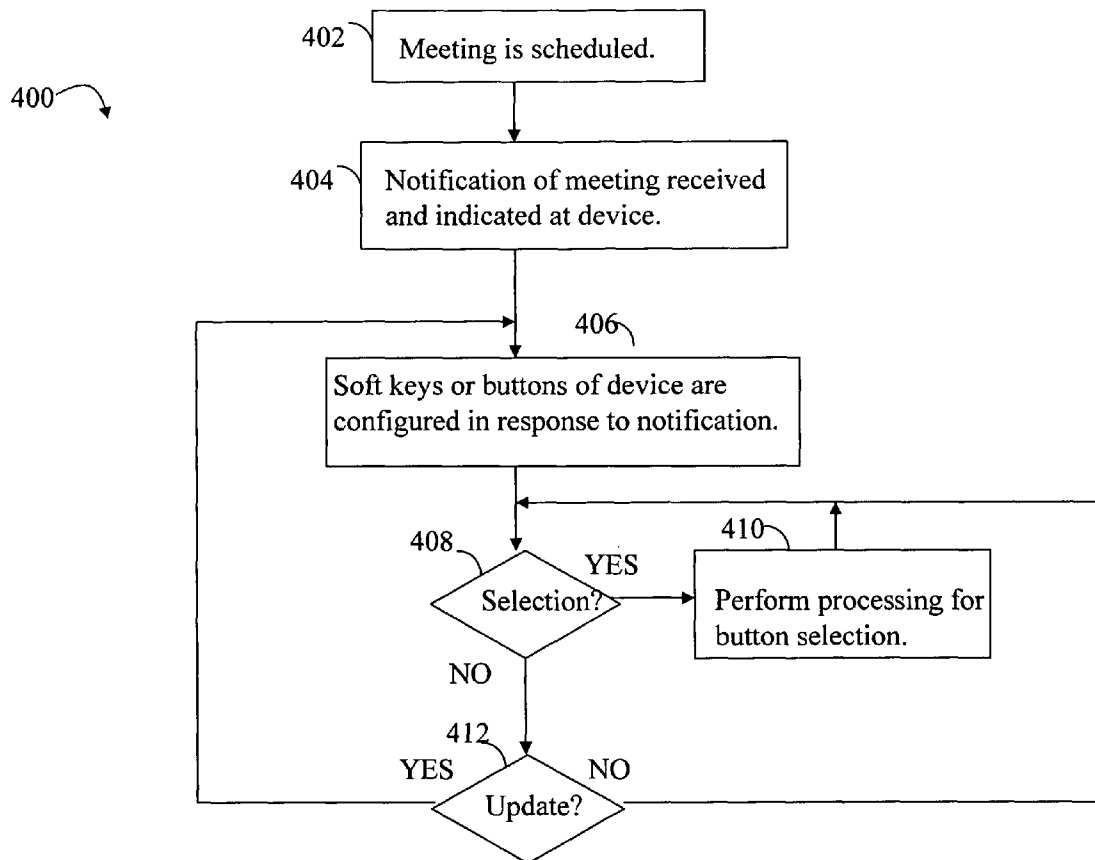 402
Meeting is scheduled.
400
404
Notification of meeting received
and indicated at device.
406
Soft keys or buttons of device are
configured in response to notification.
408
Selection?
YES
410
Perform processing for
button selection.
NO
412
YES
NO
Update?